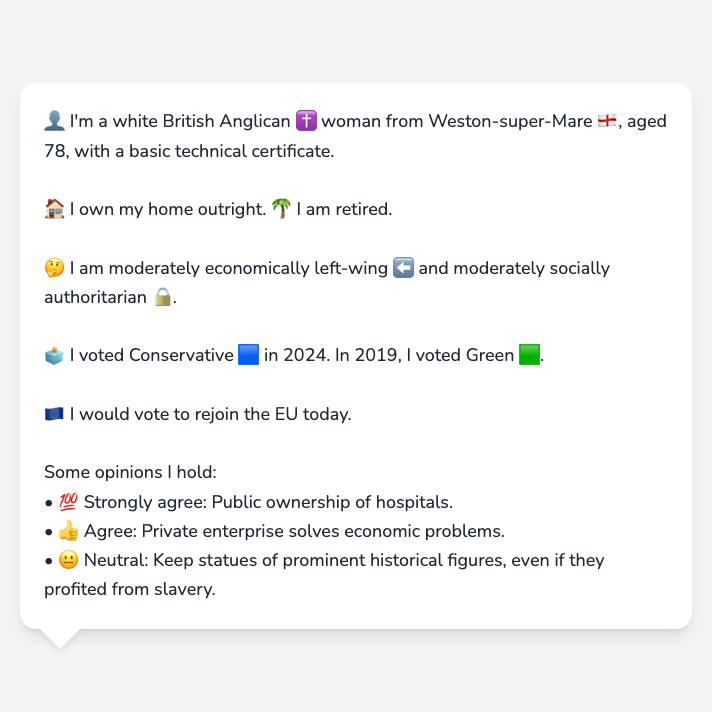 👤 I'm a white British Anglican ✝️ woman from Weston-super-Mare 🏴󠁧󠁢󠁥󠁮󠁧󠁿, aged
78, with a basic technical certificate.
🏠 I own my home outright. 🌴 I am retired.
🤔 I am moderately economically left-wing ⬅️ and moderately socially
authoritarian 🔒.
🗳️ I voted Conservative 🟦 in 2024. In 2019, I voted Green 🟩.
🇪🇺 I would vote to rejoin the EU today.
Some opinions I hold:
• 💯 Strongly agree: Public ownership of hospitals.
• 👍 Agree: Private enterprise solves economic problems.
• 😐 Neutral: Keep statues of prominent historical figures, even if they
profited from slavery.